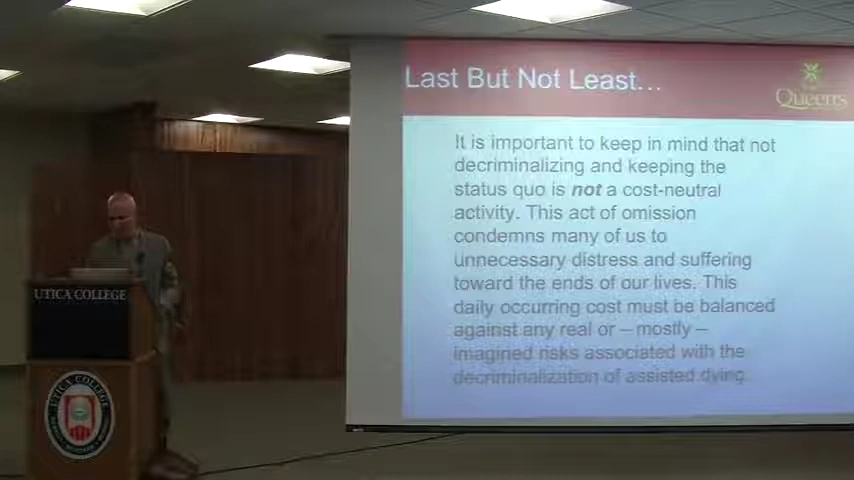 Last But Not Least...
Queen's
It is important to keep in mind that not
decriminalizing and keeping the
status quo is not a cost-neutral
activity. This act of omission
condemns many of us to
unnecessary distress and suffering
toward the ends of our lives. This
daily occurring cost must be balanced
against any real or – mostly –
imagined risks associated with the
decriminalization of assisted dying.
UTICA COLLEGE
UTICA COLLEGE